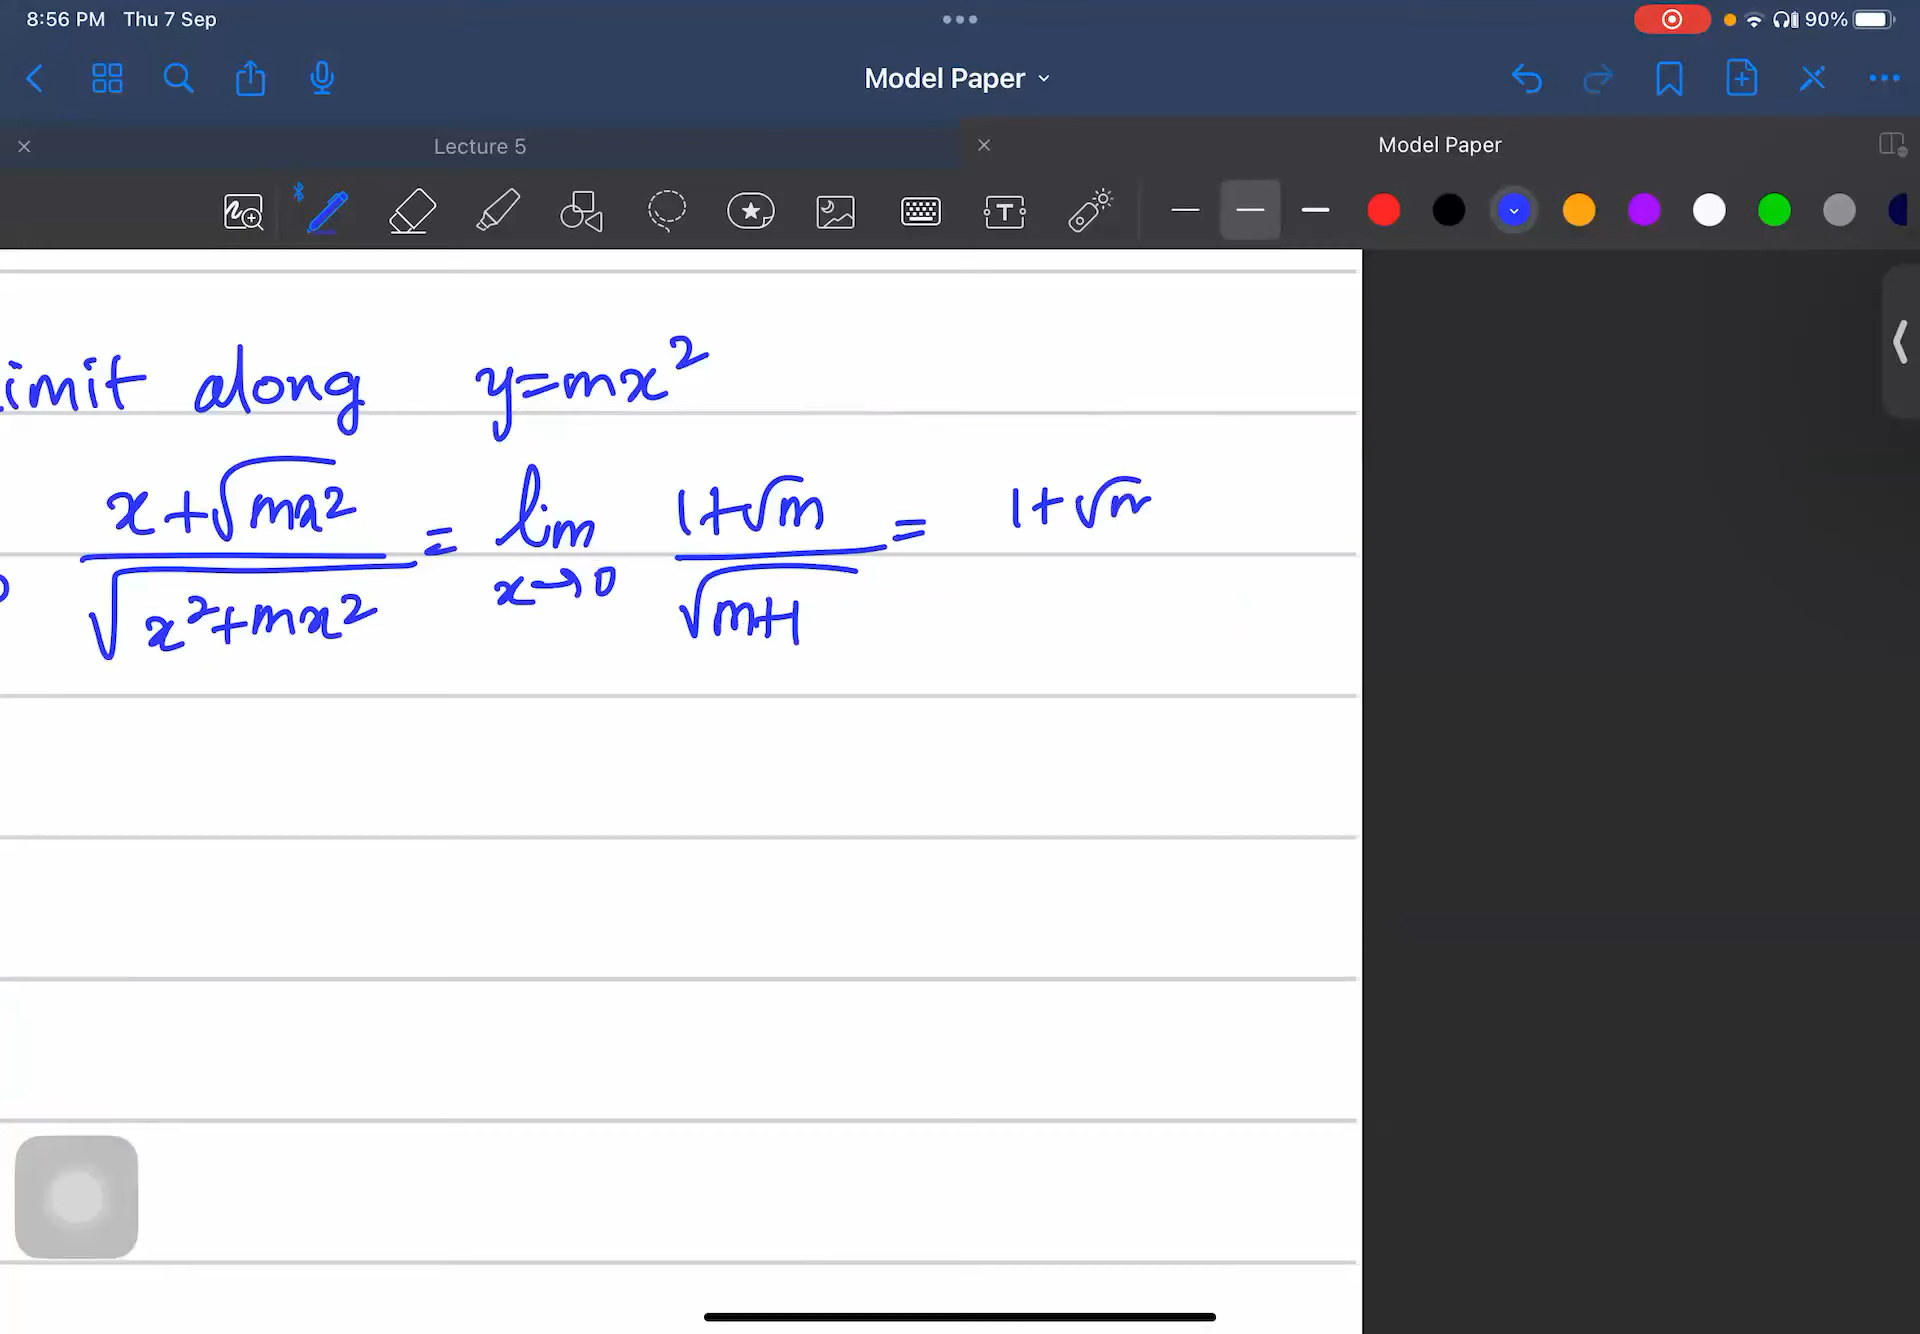 8:56 PM Thu 7 Sep
90%
Model Paper
Lecture 5
Model Paper
T
imit along y=mx²
x+√mx² / √x²+mx² = lim x→0 1+√m / √m+1 = 1+√m